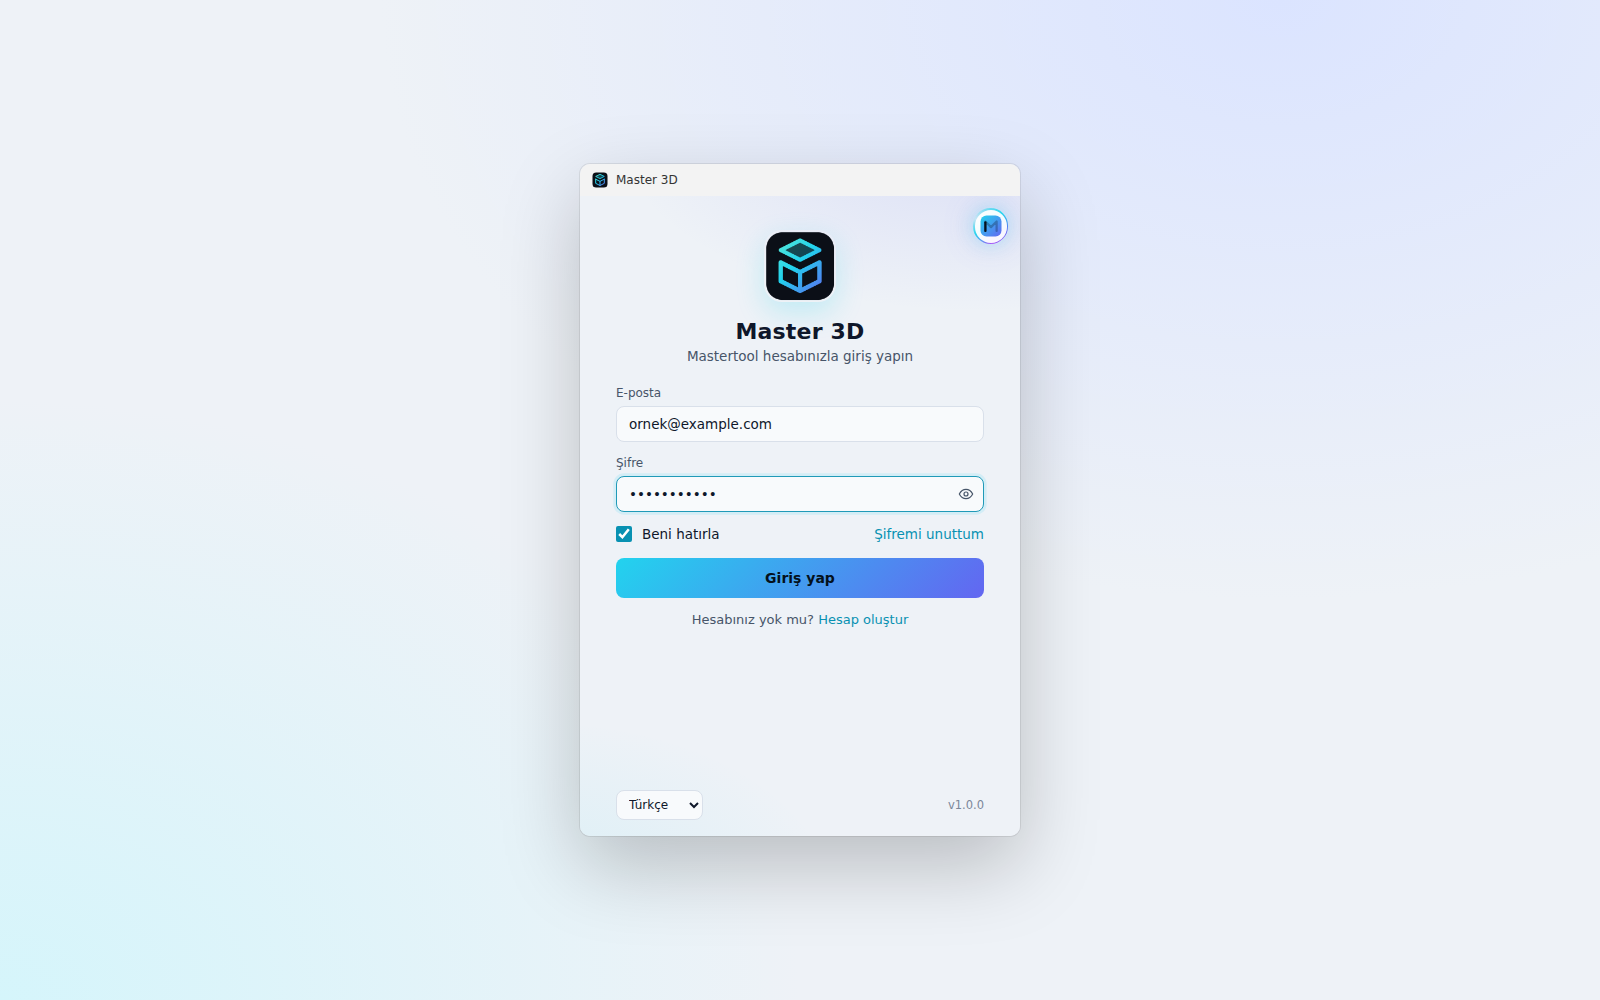 Master 3D
Master 3D
Mastertool hesabınızla giriş yapın
E-posta
ornek@example.com
Şifre
•••••••••••
Beni hatırla
Şifremi unuttum
Giriş yap
Hesabınız yok mu? Hesap oluştur
Türkçe
v1.0.0